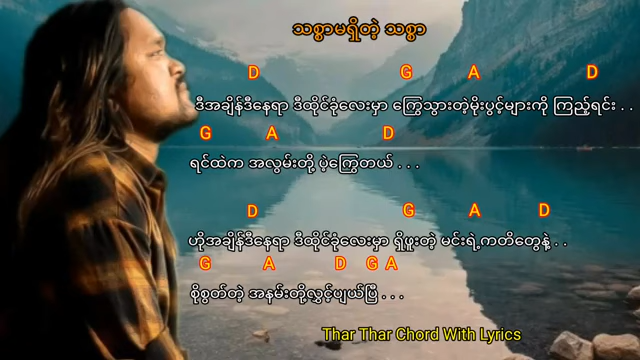 သစ္စာမရှိတဲ့ သစ္စာ
D G A D
ဒီအချိန်ဒီနေရာ ဒီထိုင်ခုံလေးမှာ ကြွေသွားတဲ့မိုးပွင့်များကို ကြည့်ရင်း . .
G A D
ရင်ထဲက အလွမ်းတို့ ပဲ့ကြွေတယ် . . .
D G A D
ဟိုအချိန်ဒီနေရာ ဒီထိုင်ခုံလေးမှာ ရှိဖူးတဲ့ မင်းရဲ့ကတိတွေနဲ့ . .
G A D G A
စိုစွတ်တဲ့ အနမ်းတို့လွှင့်ပျယ်ပြီ . . .
Thar Thar Chord With Lyrics